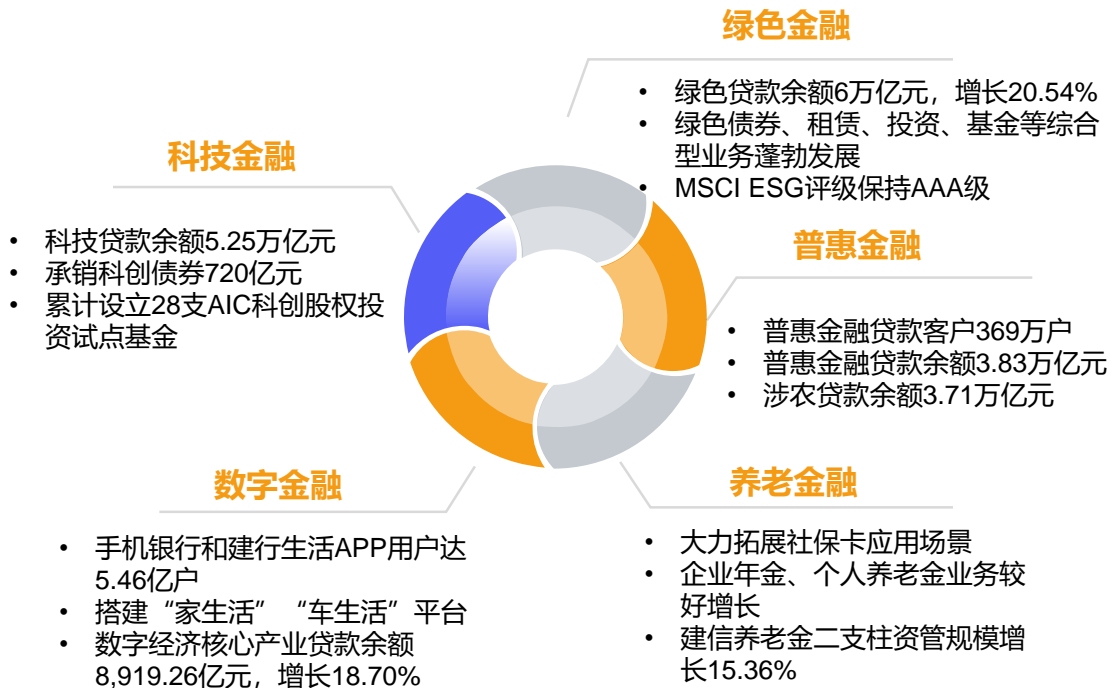 绿色金融
• 绿色贷款余额6万亿元，增长20.54%
• 绿色债券、租赁、投资、基金等综合
型业务蓬勃发展
• MSCI ESG评级保持AAA级
科技金融
• 科技贷款余额5.25万亿元
• 承销科创债券720亿元
• 累计设立28支AIC科创股权投
资试点基金
普惠金融
• 普惠金融贷款客户369万户
• 普惠金融贷款余额3.83万亿元
• 涉农贷款余额3.71万亿元
数字金融
• 手机银行和建行生活APP用户达
5.46亿户
• 搭建“家生活”“车生活”平台
• 数字经济核心产业贷款余额
8,919.26亿元，增长18.70%
养老金融
• 大力拓展社保卡应用场景
• 企业年金、个人养老金业务较
好增长
• 建信养老金二支柱资管规模增
长15.36%